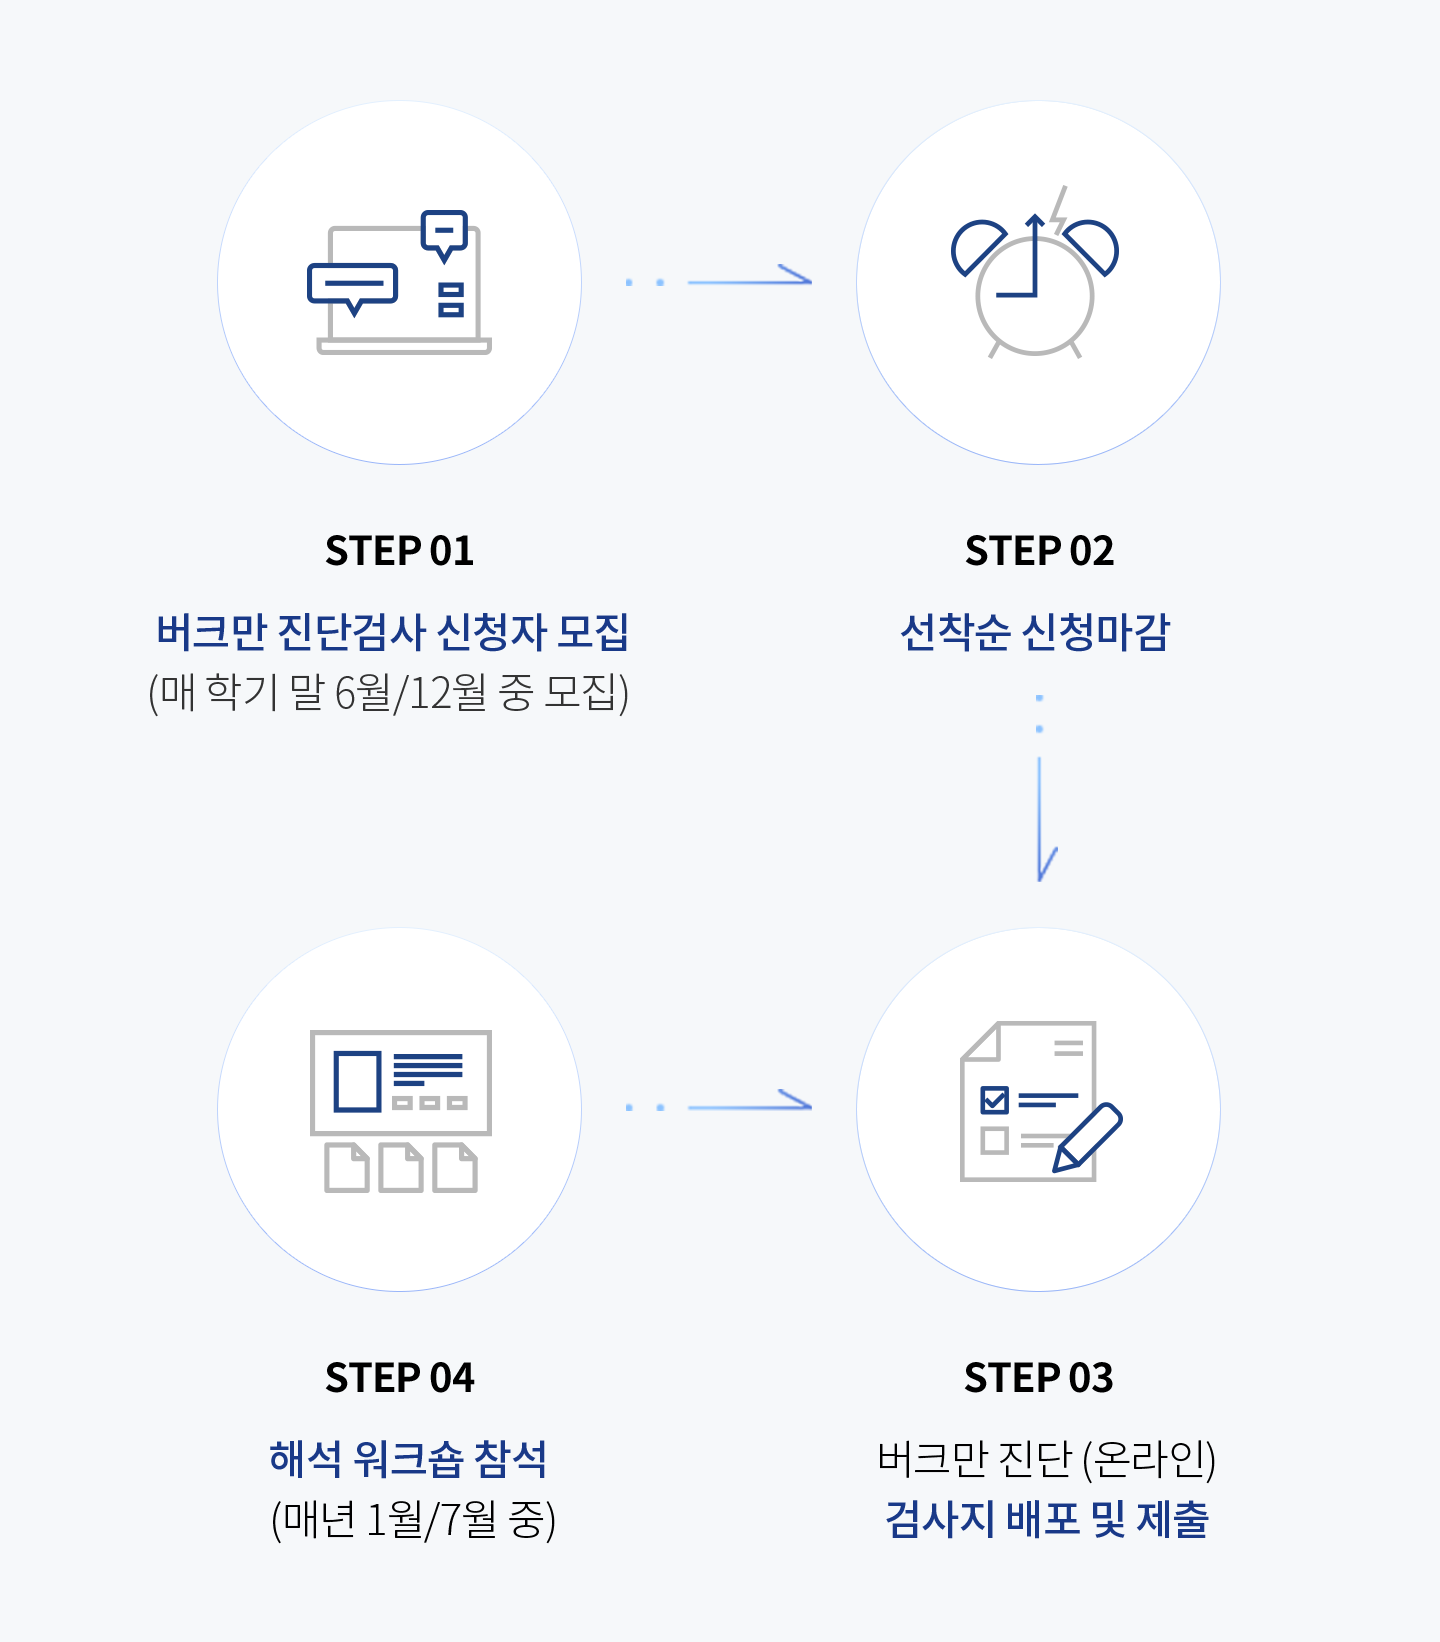 STEP 01
버크만 진단검사 신청자 모집
(매 학기 말 6월/12월 중 모집)
STEP 02
선착순 신청마감
STEP 03
버크만 진단 (온라인)
검사지 배포 및 제출
STEP 04
해석 워크숍 참석
(매년 1월/7월 중)